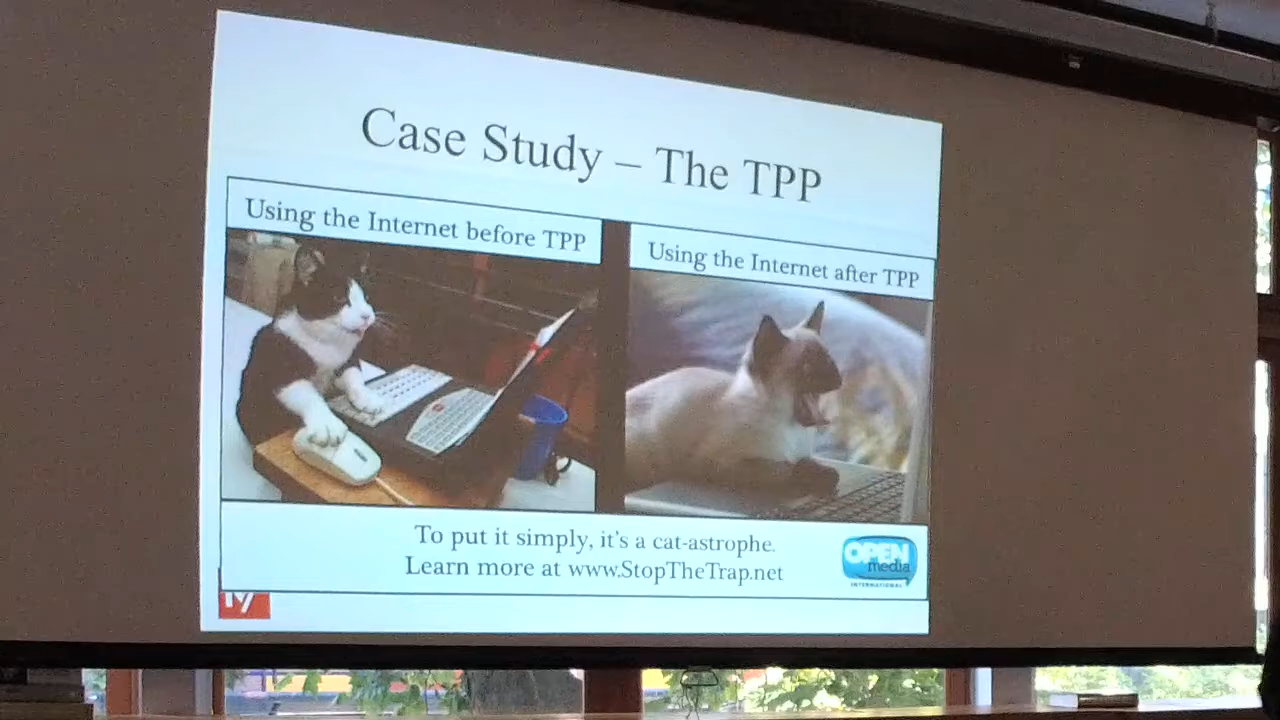 Case Study – The TPP
Using the Internet before TPP
Using the Internet after TPP
To put it simply, it's a cat-astrophe.
Learn more at www.StopTheTrap.net
OPEN
media
INTERNATIONAL